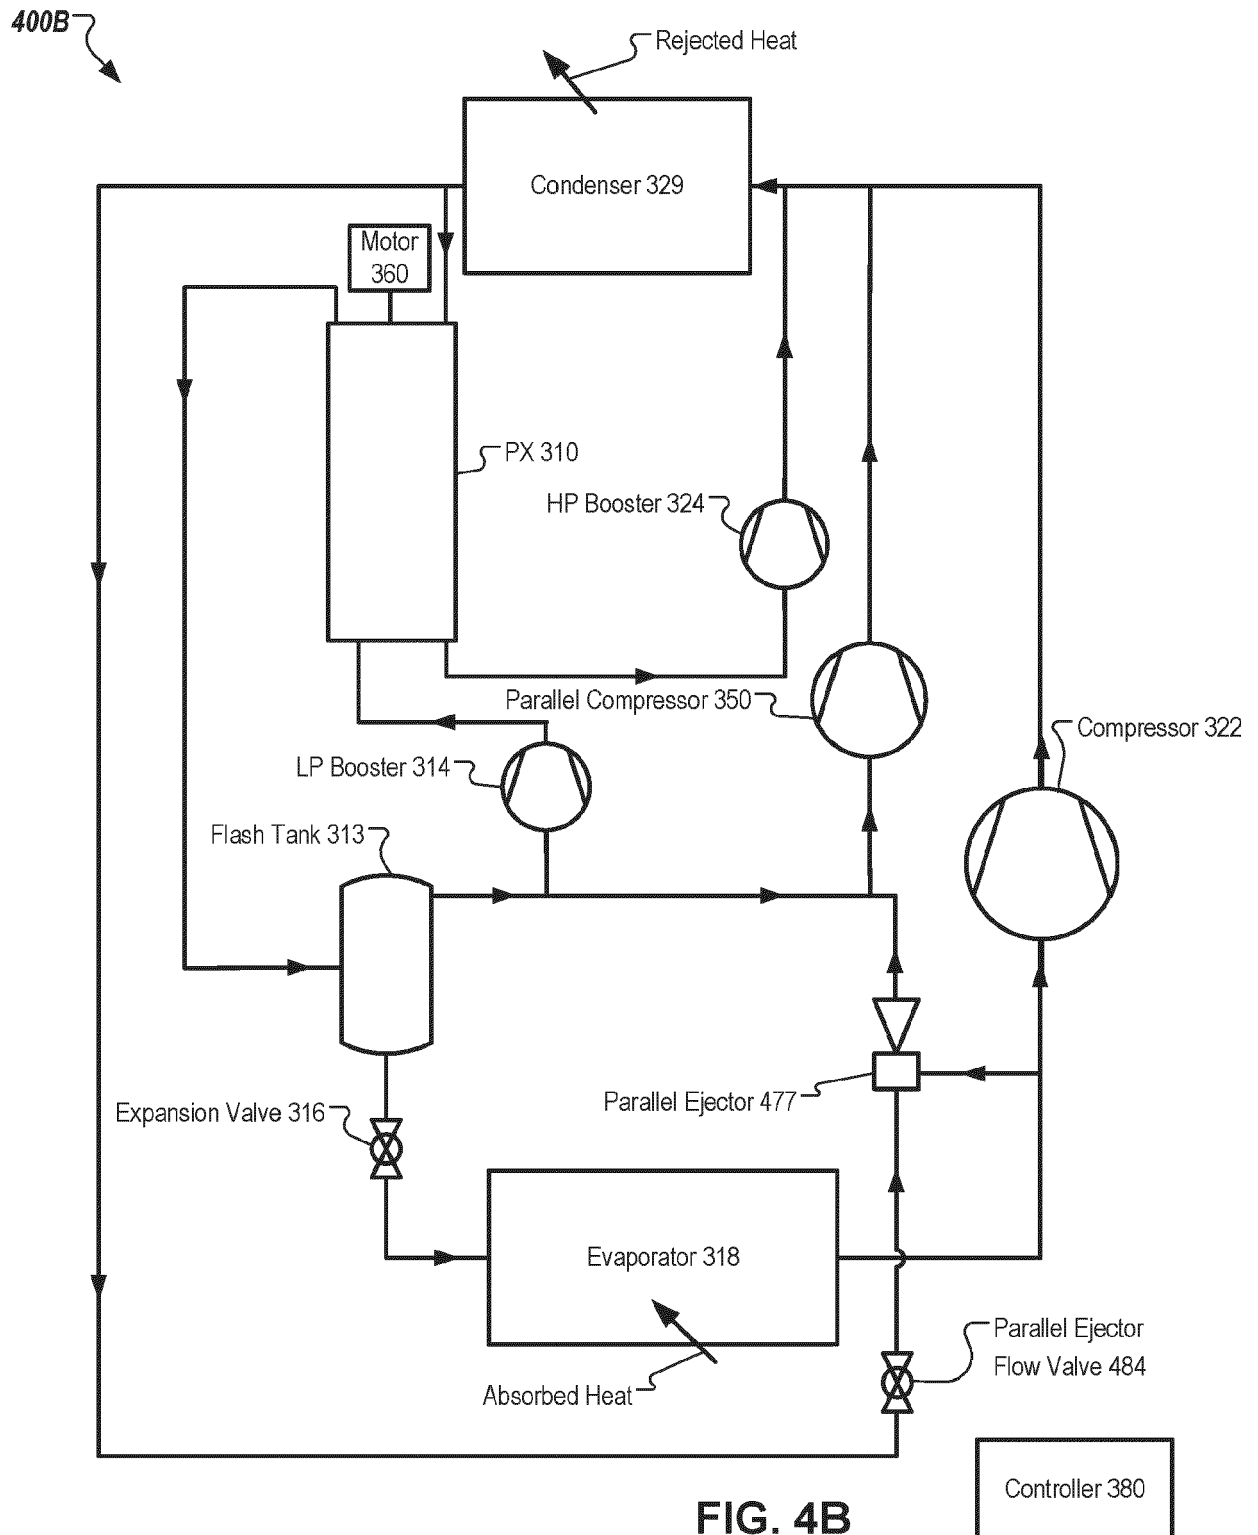 400B
Rejected Heat
Condenser 329
Motor
360
PX 310
HP Booster 324
Parallel Compressor 350
Compressor 322
LP Booster 314
Flash Tank 313
Parallel Ejector 477
Expansion Valve 316
Evaporator 318
Parallel Ejector
Flow Valve 484
Absorbed Heat
Controller 380
FIG. 4B